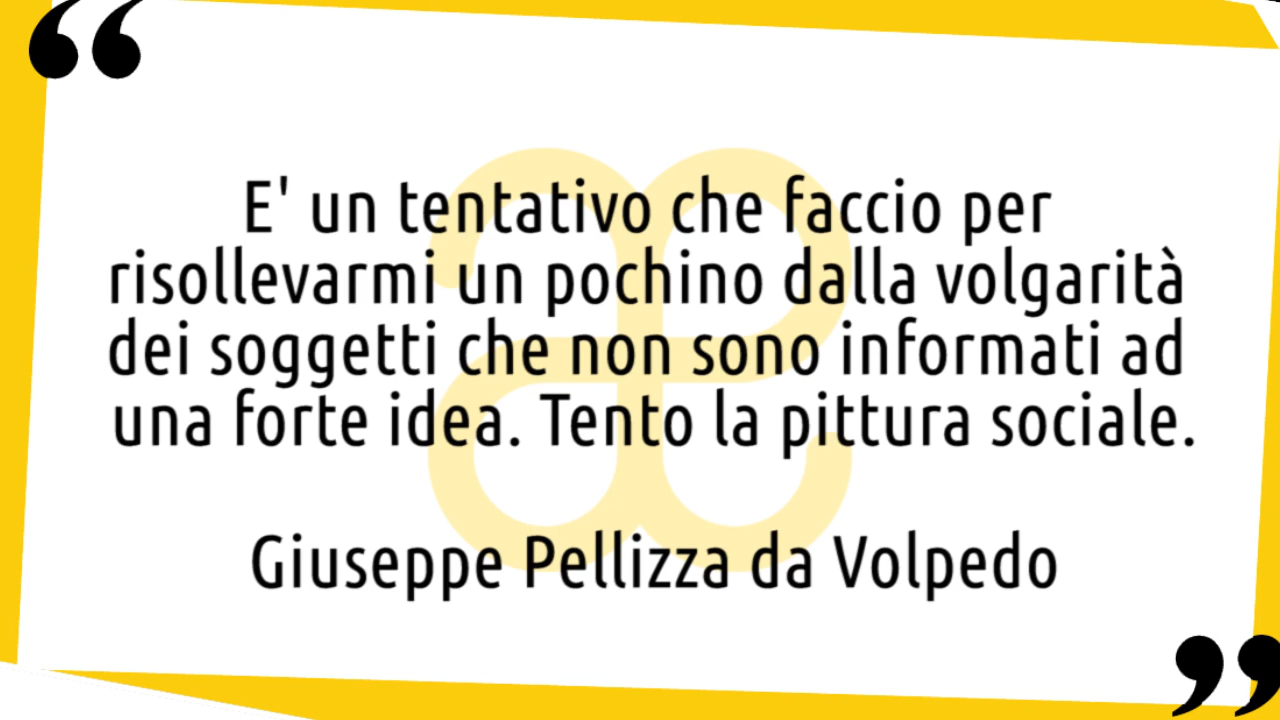 E' un tentativo che faccio per
risollevarmi un pochino dalla volgarità
dei soggetti che non sono informati ad
una forte idea. Tento la pittura sociale.
Giuseppe Pellizza da Volpedo